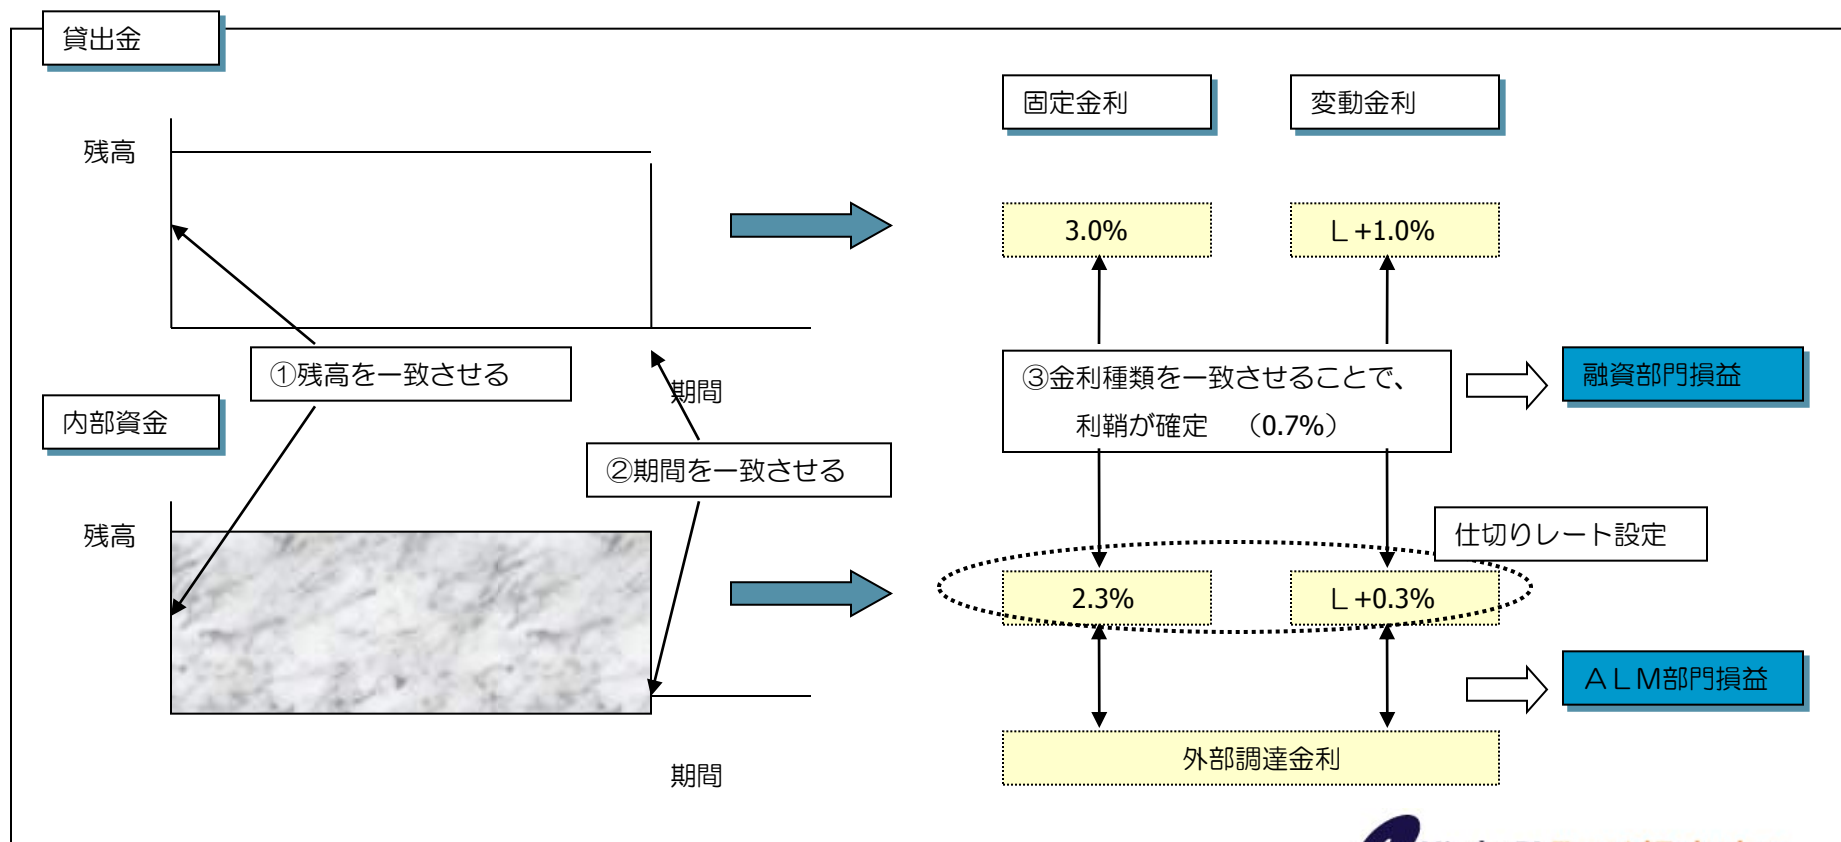 貸出金
固定金利
変動金利
残高
3.0%
L+1.0%
①残高を一致させる
期間
③金利種類を一致させることで、
利鞘が確定 （0.7%）
融資部門損益
内部資金
②期間を一致させる
残高
仕切りレート設定
2.3%
L+0.3%
ALM部門損益
外部調達金利
期間